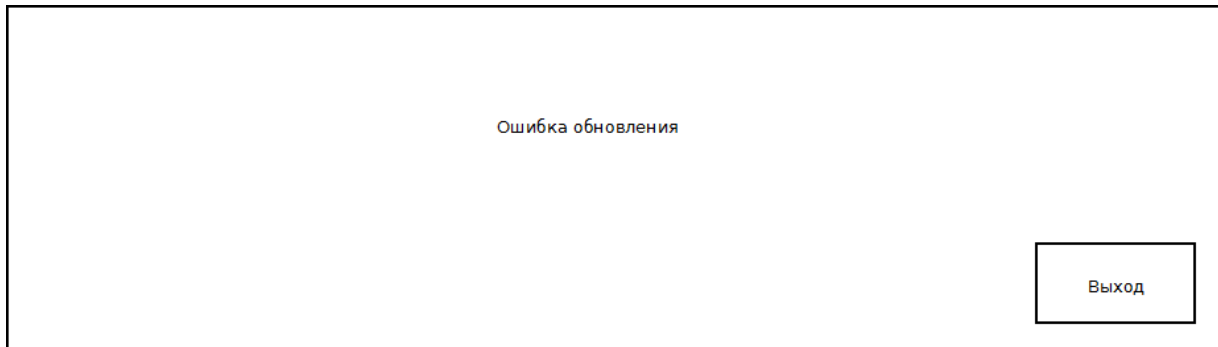 Ошибка обновления
Выход